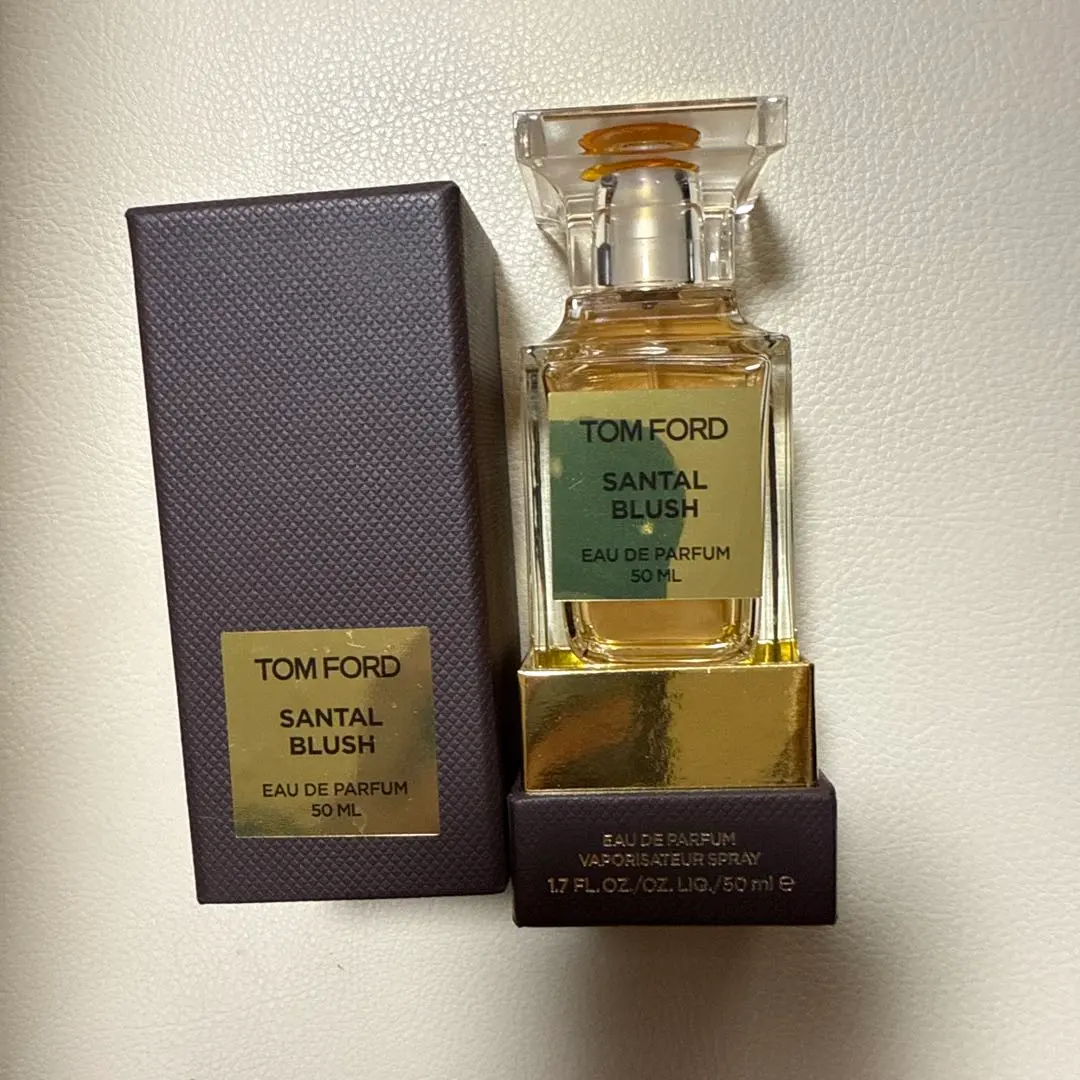 TOM FORD
SANTAL
BLUSH
EAU DE PARFUM
50 ML
TOM FORD
SANTAL
BLUSH
EAU DE PARFUM
50 ML
EAU DE PARFUM
VAPORISATEUR SPRAY
1.7 FL. OZ./OZ. LIQ./50 ml ℮